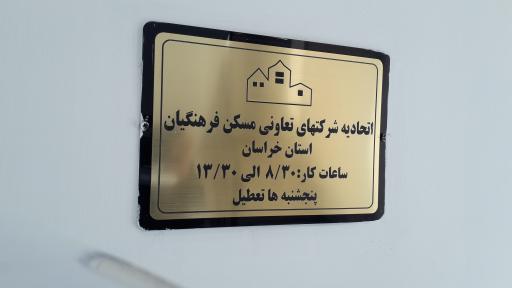 اتحادیه شرکتهای تعاونی مسکن فرهنگیان
استان خراسان
ساعات کار: ۸/۳۰ الی ۱۳/۳۰
پنجشنبه ها تعطیل